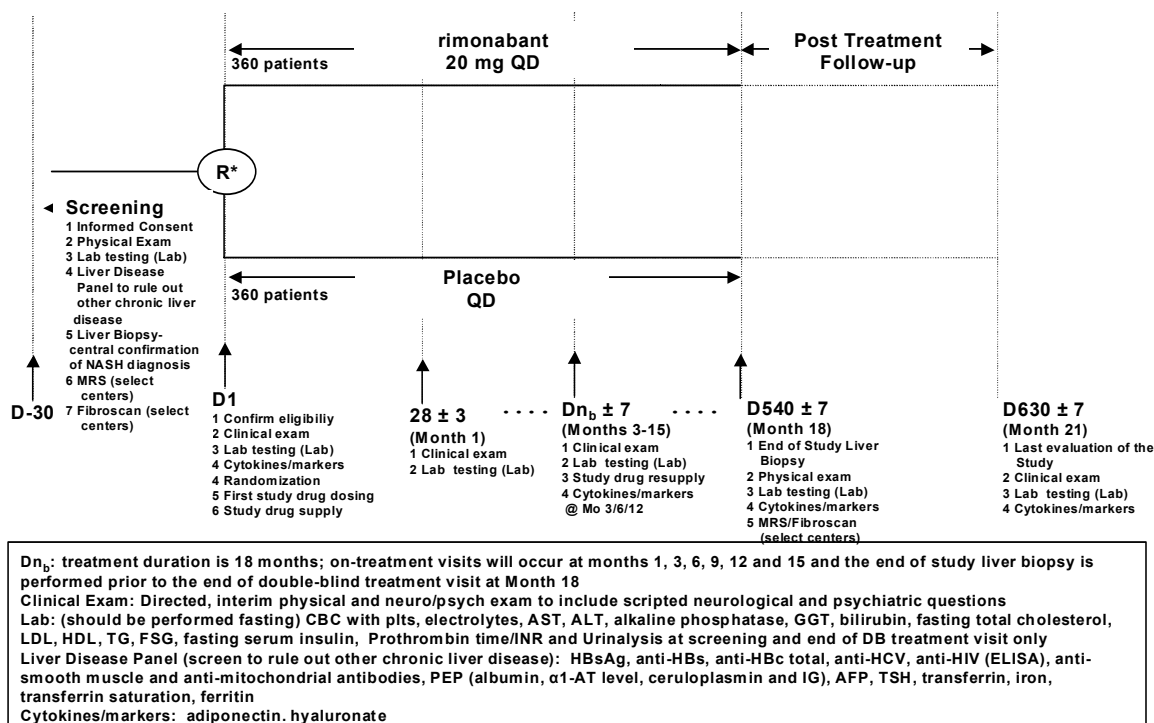 rimonabant
20 mg QD
360 patients
Post Treatment
Follow-up
R*
Screening
1 Informed Consent
2 Physical Exam
3 Lab testing (Lab)
4 Liver Disease
Panel to rule out
other chronic liver
disease
5 Liver Biopsy-
central confirmation
of NASH diagnosis
6 MRS (select
centers)
7 Fibroscan (select
centers)
Placebo
QD
360 patients
D-30
D1
1 Confirm eligibiliy
2 Clinical exam
3 Lab testing (Lab)
4 Cytokines/markers
4 Randomization
5 First study drug dosing
6 Study drug supply
28 ± 3
(Month 1)
1 Clinical exam
2 Lab testing (Lab)
. . . .
Dnb ± 7
(Months 3-15)
1 Clinical exam
2 Lab testing (Lab)
3 Study drug resupply
4 Cytokines/markers
@ Mo 3/6/12
. . . .
D540 ± 7
(Month 18)
1 End of Study Liver
Biopsy
2 Physical exam
3 Lab testing (Lab)
4 Cytokines/markers
5 MRS/Fibroscan
(select centers)
D630 ± 7
(Month 21)
1 Last evaluation of the
Study
2 Clinical exam
3 Lab testing (Lab)
4 Cytokines/markers
Dnb: treatment duration is 18 months; on-treatment visits will occur at months 1, 3, 6, 9, 12 and 15 and the end of study liver biopsy is
performed prior to the end of double-blind treatment visit at Month 18
Clinical Exam: Directed, interim physical and neuro/psych exam to include scripted neurological and psychiatric questions
Lab: (should be performed fasting) CBC with plts, electrolytes, AST, ALT, alkaline phosphatase, GGT, bilirubin, fasting total cholesterol,
LDL, HDL, TG, FSG, fasting serum insulin, Prothrombin time/INR and Urinalysis at screening and end of DB treatment visit only
Liver Disease Panel (screen to rule out other chronic liver disease): HBsAg, anti-HBs, anti-HBc total, anti-HCV, anti-HIV (ELISA), anti-
smooth muscle and anti-mitochondrial antibodies, PEP (albumin, α1-AT level, ceruloplasmin and IG), AFP, TSH, transferrin, iron,
transferrin saturation, ferritin
Cytokines/markers: adiponectin. hyaluronate